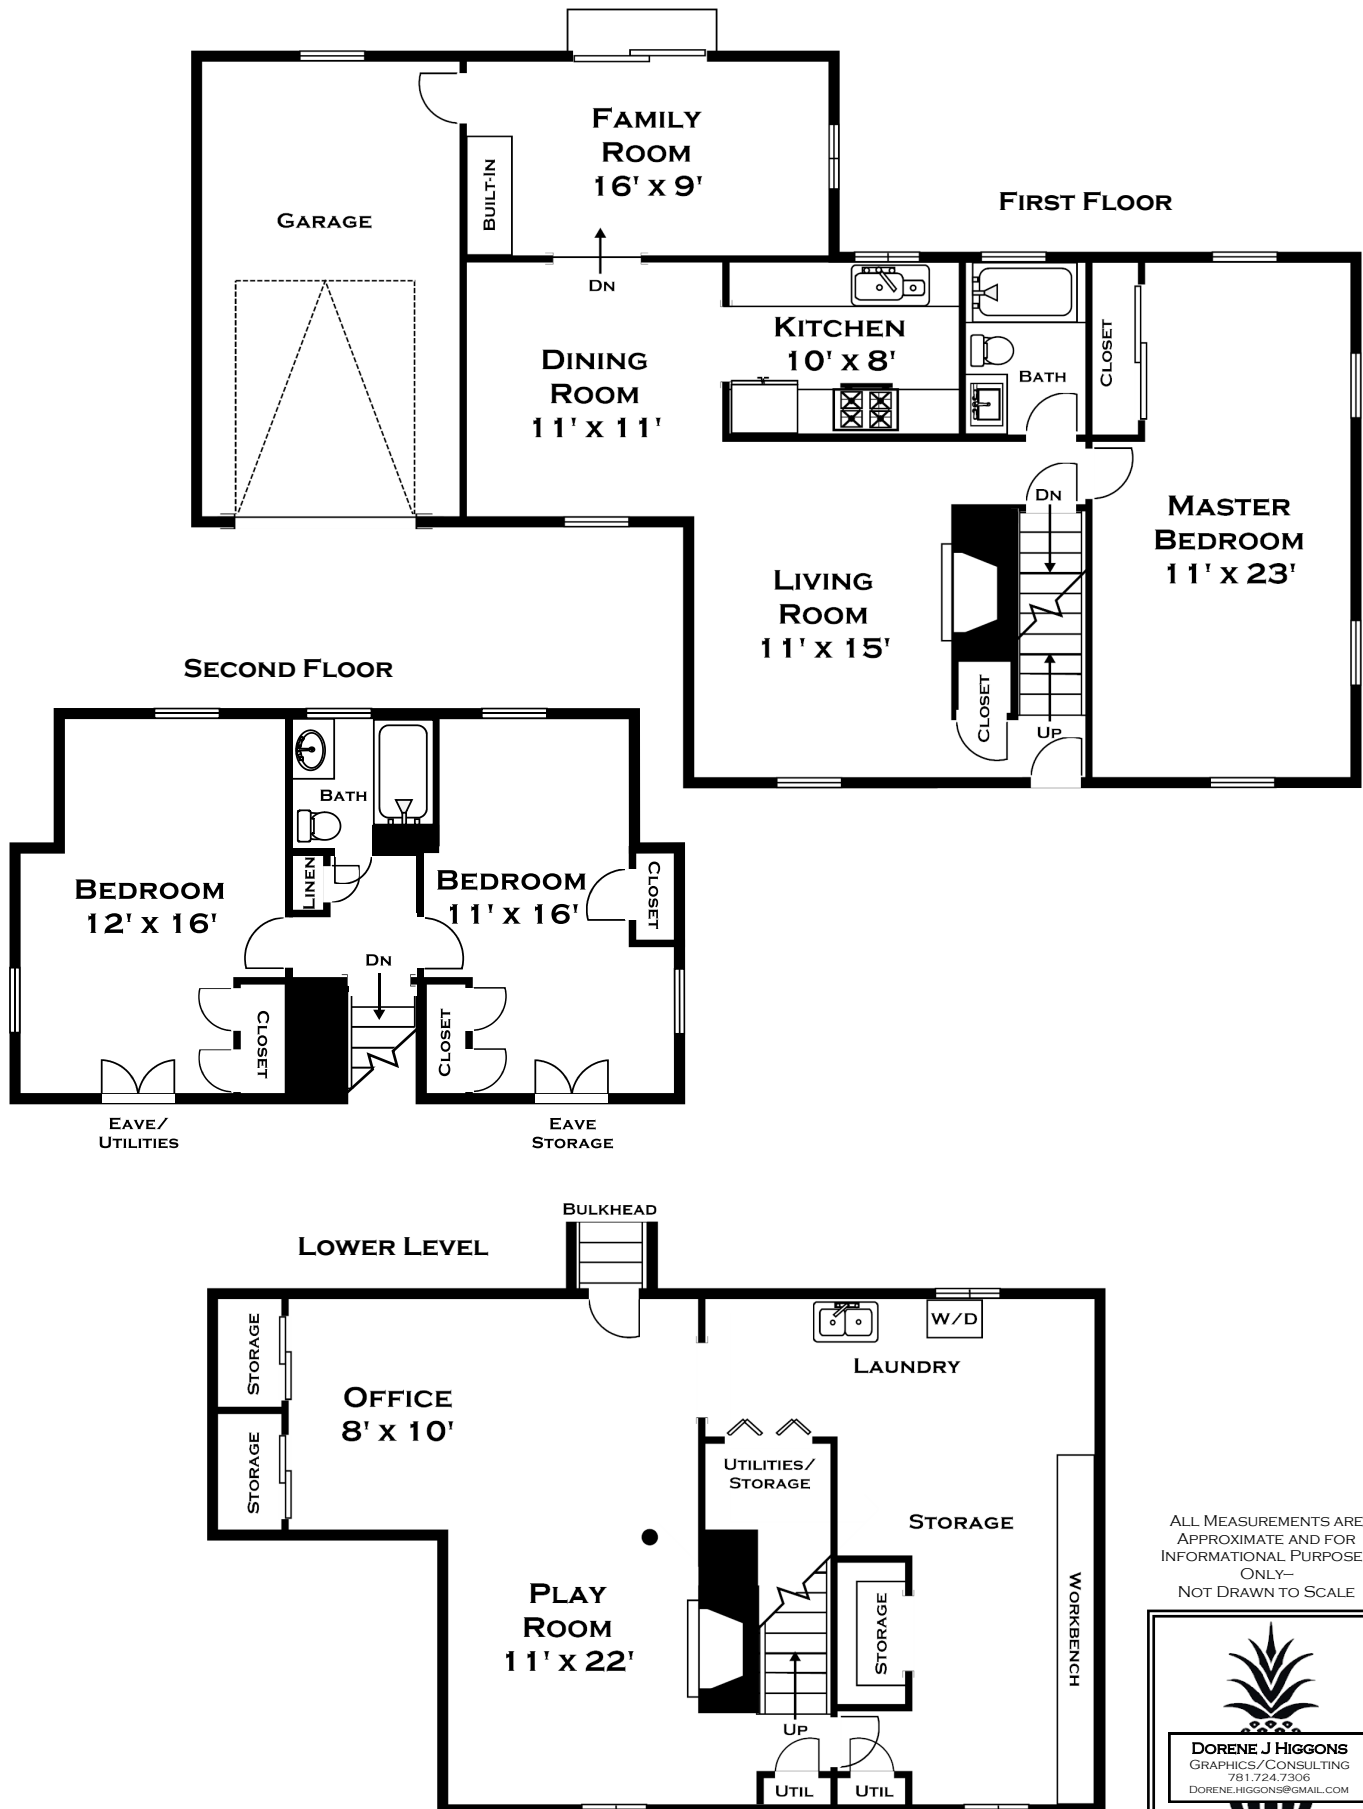 First Floor
Family
Room
16' x 9'
Built-In
Garage
Dn
Kitchen
10' x 8'
Dining
Room
11' x 11'
Bath
Closet
Dn
Master
Bedroom
11' x 23'
Living
Room
11' x 15'
Closet
Up
Second Floor
Bath
Linen
Bedroom
12' x 16'
Bedroom
11' x 16'
Closet
Dn
Closet
Closet
Eave/
Utilities
Eave
Storage
Bulkhead
Lower Level
Storage
W/D
Laundry
Office
8' x 10'
Storage
Utilities/
Storage
Storage
Play
Room
11' x 22'
Storage
Workbench
Up
Util
Util
All Measurements are
Approximate and for
Informational Purpose
Only–
Not Drawn to Scale
Dorene J Higgons
Graphics/Consulting
781.724.7306
Dorene.higgons@gmail.com